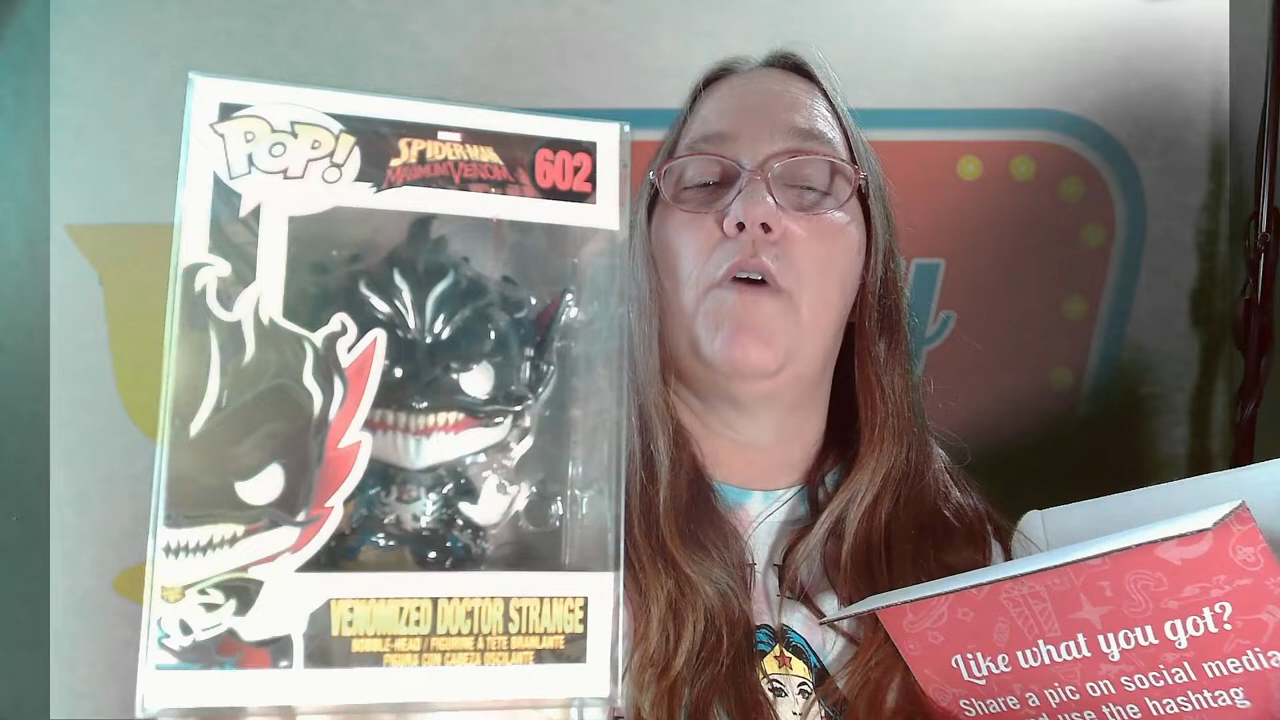 POP!
MARVEL
SPIDER-MAN
MAXIMUM VENOM
602
VENOMIZED DOCTOR STRANGE
BOBBLE-HEAD / FIGURINE À TÊTE BRANLANTE
FIGURA CON CABEZA OSCILANTE
Like what you got?
Share a pic on social media
use the hashtag